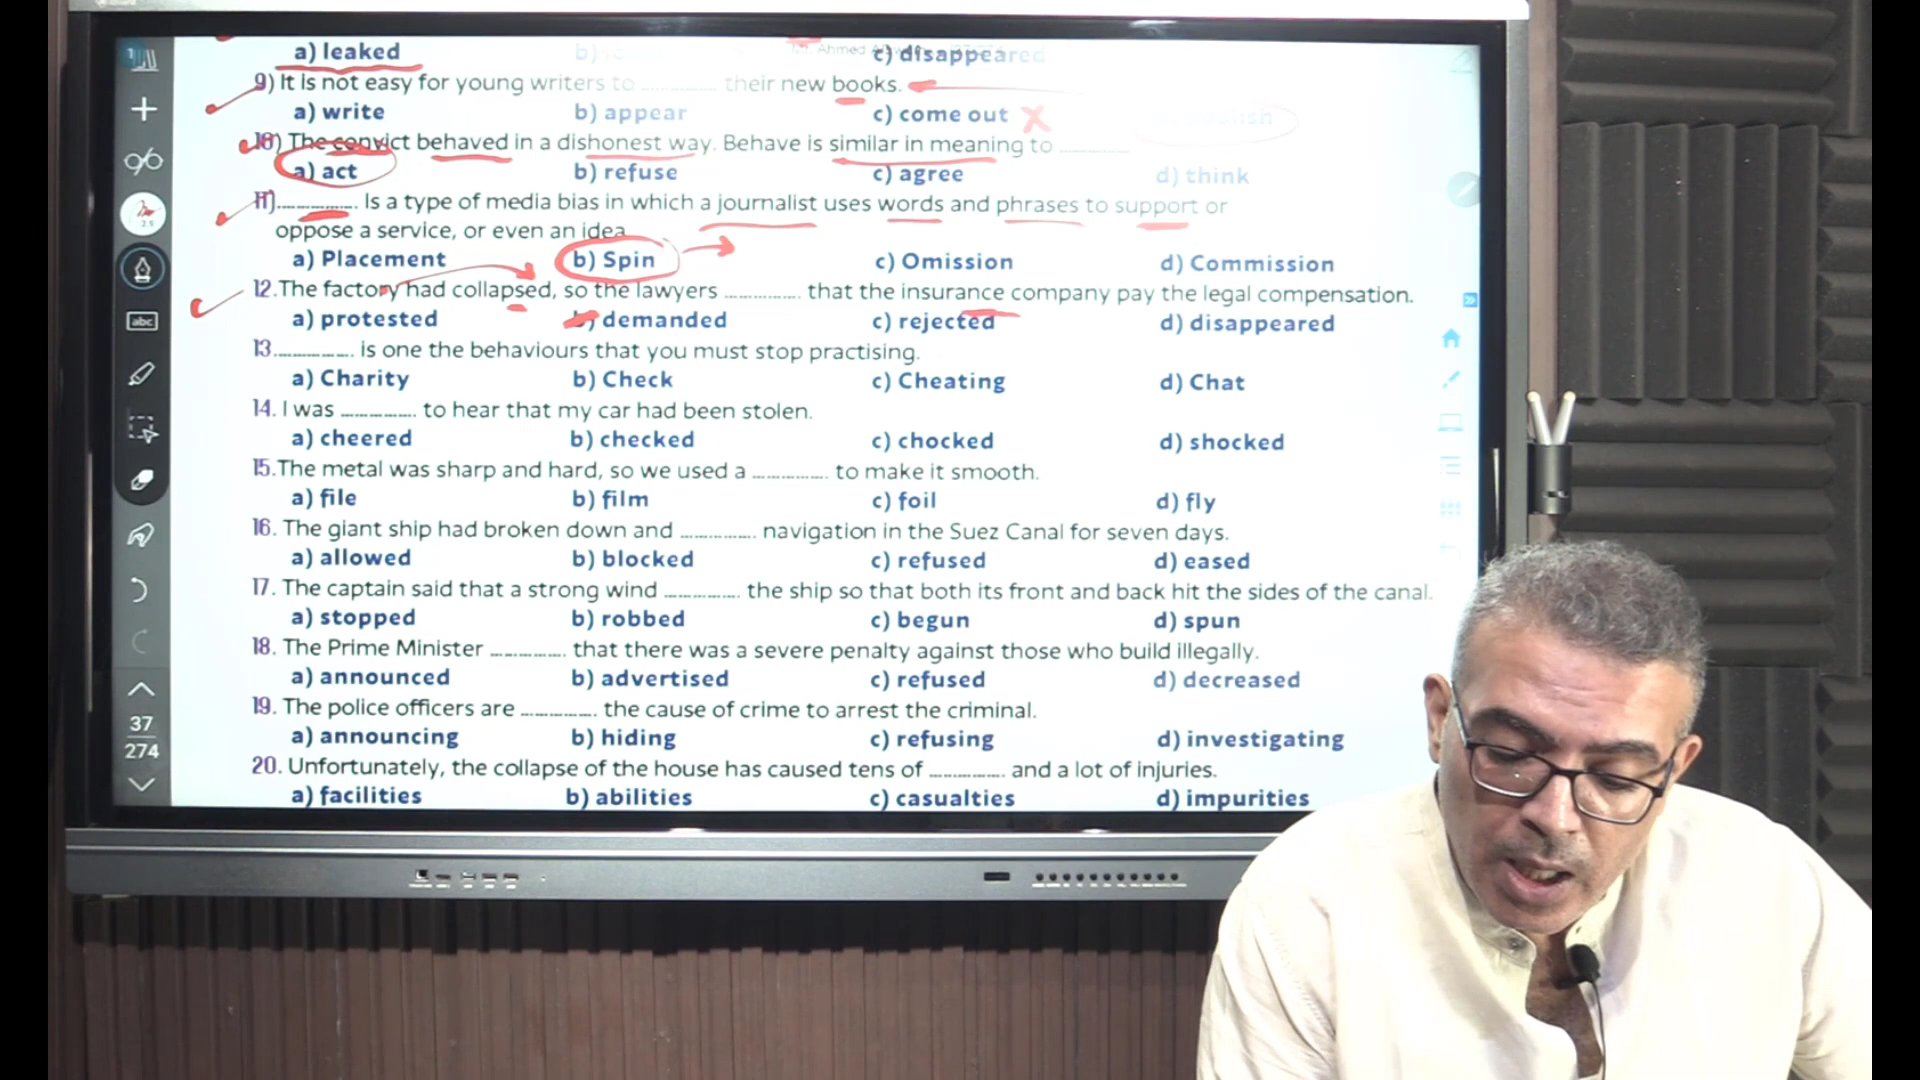 a) leaked c) disappeared
9) It is not easy for young writers to ............... their new books.
a) write b) appear c) come out
10) The convict behaved in a dishonest way. Behave is similar in meaning to ...............
a) act b) refuse c) agree d) think
11)............... Is a type of media bias in which a journalist uses words and phrases to support or
oppose a service, or even an idea
a) Placement b) Spin c) Omission d) Commission
12.The factory had collapsed, so the lawyers ............... that the insurance company pay the legal compensation.
a) protested b) demanded c) rejected d) disappeared
13................ is one the behaviours that you must stop practising.
a) Charity b) Check c) Cheating d) Chat
14. I was ............... to hear that my car had been stolen.
a) cheered b) checked c) chocked d) shocked
15.The metal was sharp and hard, so we used a ............... to make it smooth.
a) file b) film c) foil d) fly
16. The giant ship had broken down and ............... navigation in the Suez Canal for seven days.
a) allowed b) blocked c) refused d) eased
17. The captain said that a strong wind ............... the ship so that both its front and back hit the sides of the canal.
a) stopped b) robbed c) begun d) spun
18. The Prime Minister ............... that there was a severe penalty against those who build illegally.
a) announced b) advertised c) refused d) decreased
19. The police officers are ............... the cause of crime to arrest the criminal.
a) announcing b) hiding c) refusing d) investigating
20. Unfortunately, the collapse of the house has caused tens of ............... and a lot of injuries.
a) facilities b) abilities c) casualties d) impurities
abc
37
274